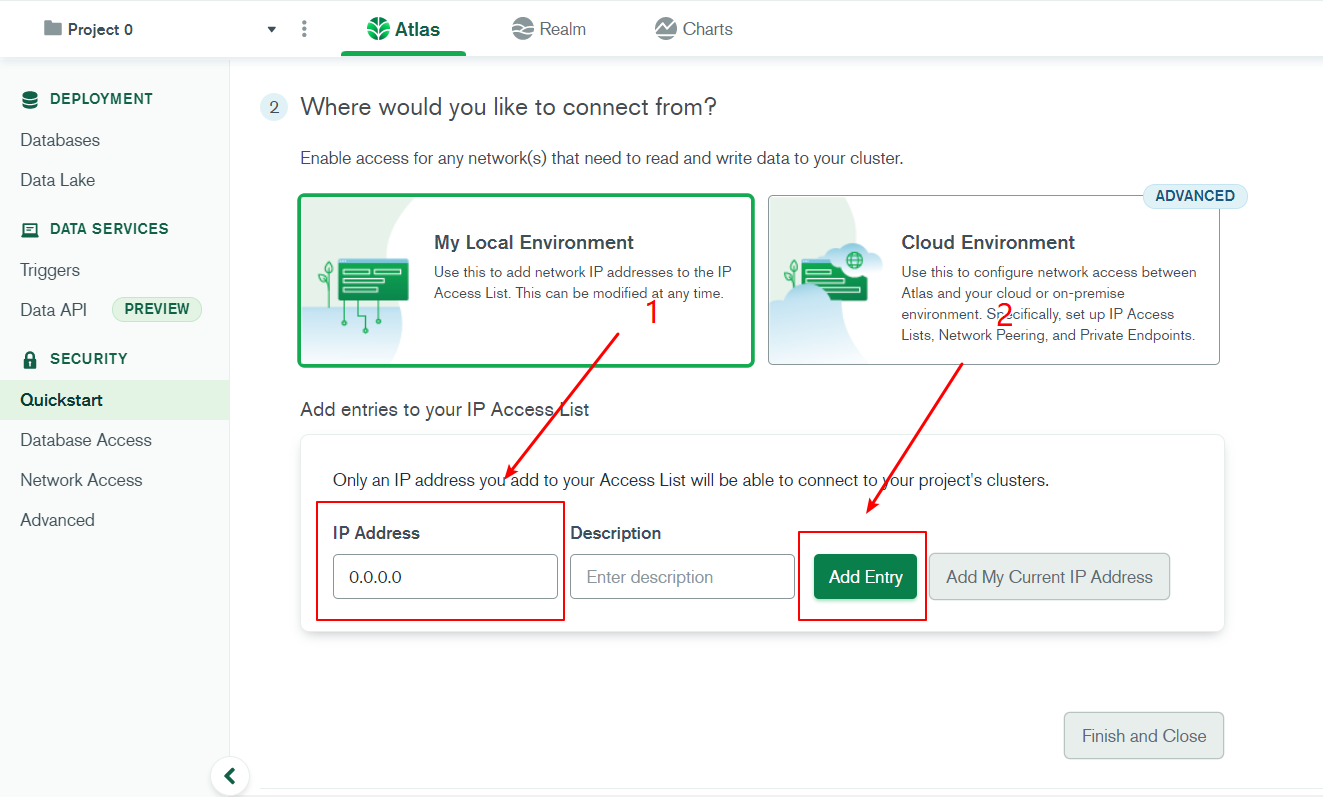 Project 0
Atlas
Realm
Charts
DEPLOYMENT
Databases
Data Lake
DATA SERVICES
Triggers
Data API PREVIEW
SECURITY
Quickstart
Database Access
Network Access
Advanced
2 Where would you like to connect from?
Enable access for any network(s) that need to read and write data to your cluster.
My Local Environment
Use this to add network IP addresses to the IP
Access List. This can be modified at any time.
1
ADVANCED
Cloud Environment
Use this to configure network access between
Atlas and your cloud or on-premise
environment. Specifically, set up IP Access
Lists, Network Peering, and Private Endpoints.
2
Add entries to your IP Access List
Only an IP address you add to your Access List will be able to connect to your project's clusters.
IP Address
Description
0.0.0.0
Enter description
Add Entry
Add My Current IP Address
Finish and Close